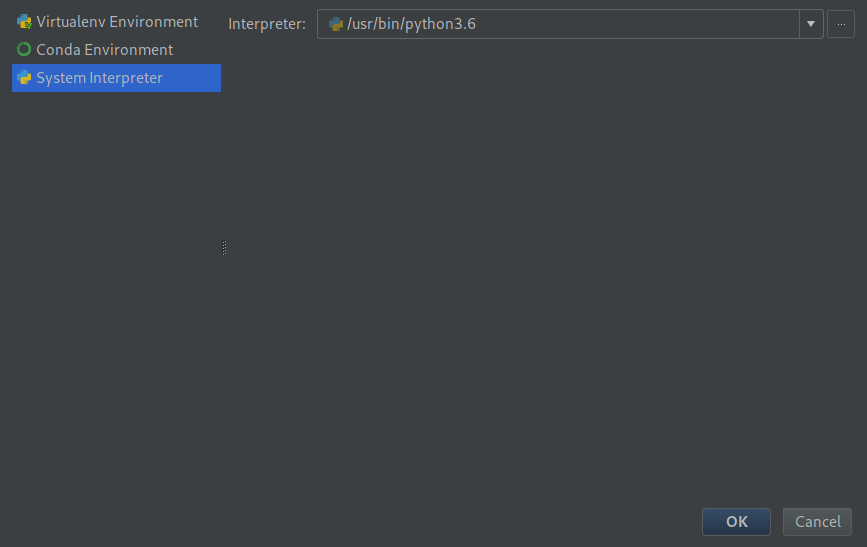 Virtualenv Environment
Conda Environment
System Interpreter
Interpreter: /usr/bin/python3.6 ...
OK Cancel